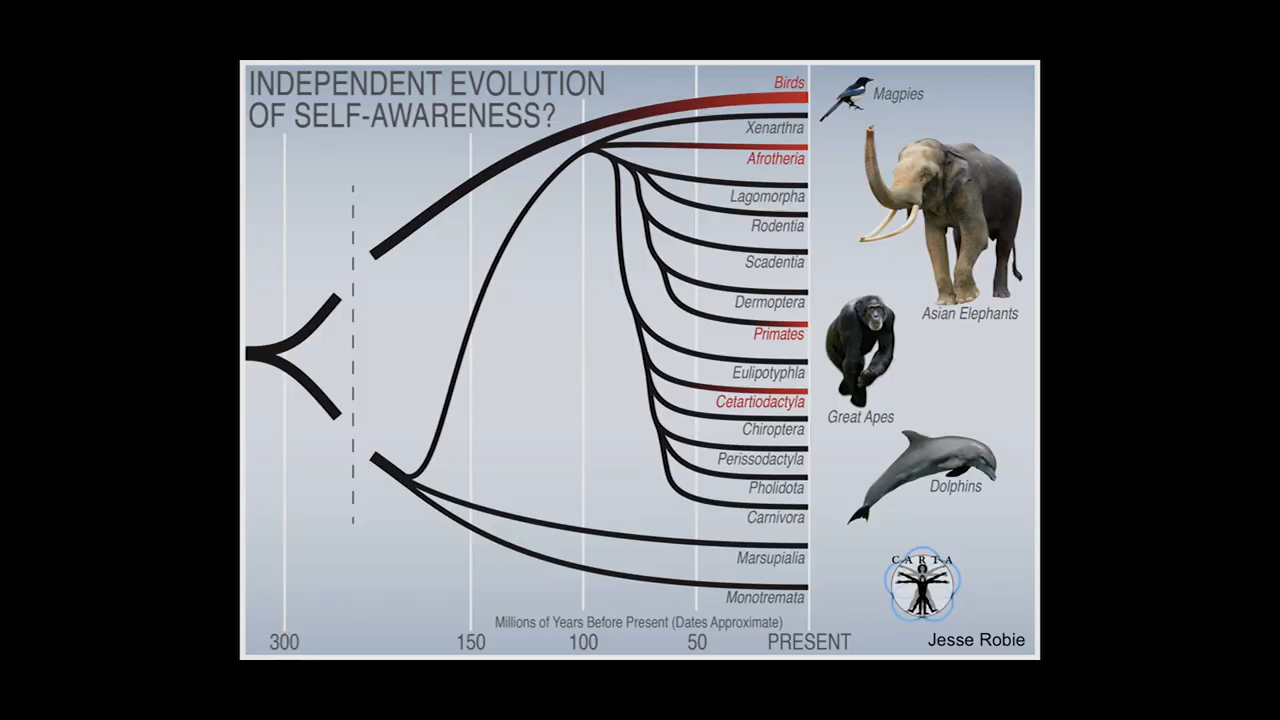 INDEPENDENT EVOLUTION
OF SELF-AWARENESS?
Birds
Magpies
Xenarthra
Afrotheria
Lagomorpha
Rodentia
Scadentia
Dermoptera
Asian Elephants
Primates
Eulipotyphla
Cetartiodactyla
Great Apes
Chiroptera
Perissodactyla
Pholidota
Dolphins
Carnivora
Marsupialia
CARTA
Monotremata
Millions of Years Before Present (Dates Approximate)
300 150 100 50 PRESENT
Jesse Robie